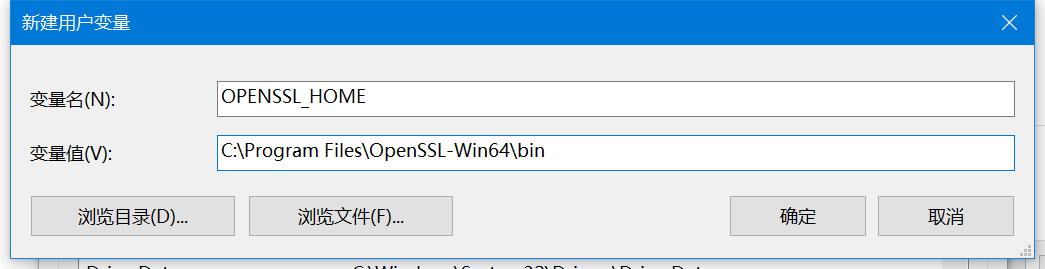 新建用户变量
变量名(N): OPENSSL_HOME
变量值(V): C:\Program Files\OpenSSL-Win64\bin
浏览目录(D)... 浏览文件(F)... 确定 取消